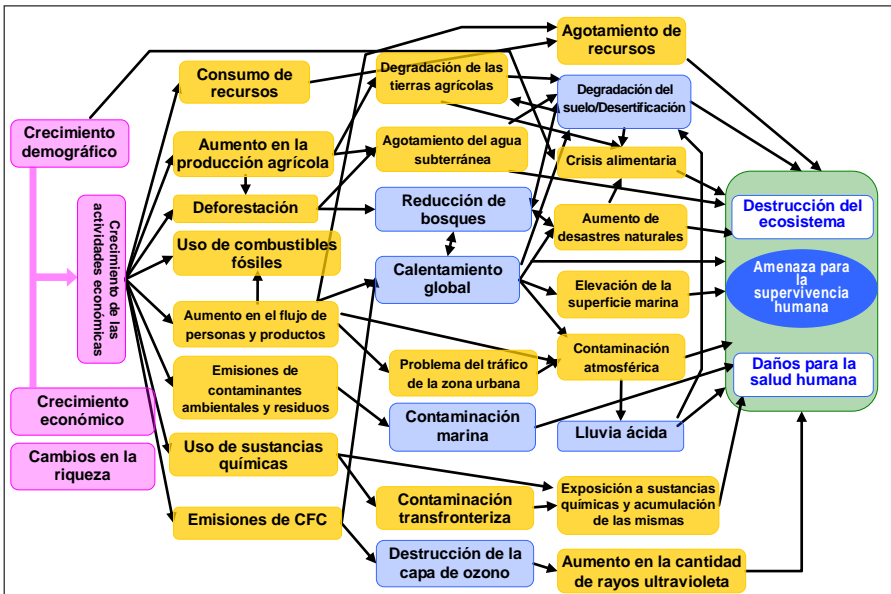 Crecimiento
demográfico
Crecimiento de las
actividades económicas
Crecimiento
económico
Cambios en la
riqueza
Consumo de
recursos
Aumento en la
producción agrícola
Deforestación
Uso de combustibles
fósiles
Aumento en el flujo de
personas y productos
Emisiones de
contaminantes
ambientales y residuos
Uso de sustancias
químicas
Emisiones de CFC
Degradación de las
tierras agrícolas
Agotamiento del agua
subterránea
Reducción de
bosques
Calentamiento
global
Problema del tráfico
de la zona urbana
Contaminación
marina
Contaminación
transfronteriza
Destrucción de la
capa de ozono
Agotamiento de
recursos
Degradación del
suelo/Desertificación
Crisis alimentaria
Aumento de
desastres naturales
Elevación de la
superficie marina
Contaminación
atmosférica
Lluvia ácida
Exposición a sustancias
químicas y acumulación
de las mismas
Aumento en la cantidad
de rayos ultravioleta
Destrucción del
ecosistema
Amenaza para
la
supervivencia
humana
Daños para la
salud humana